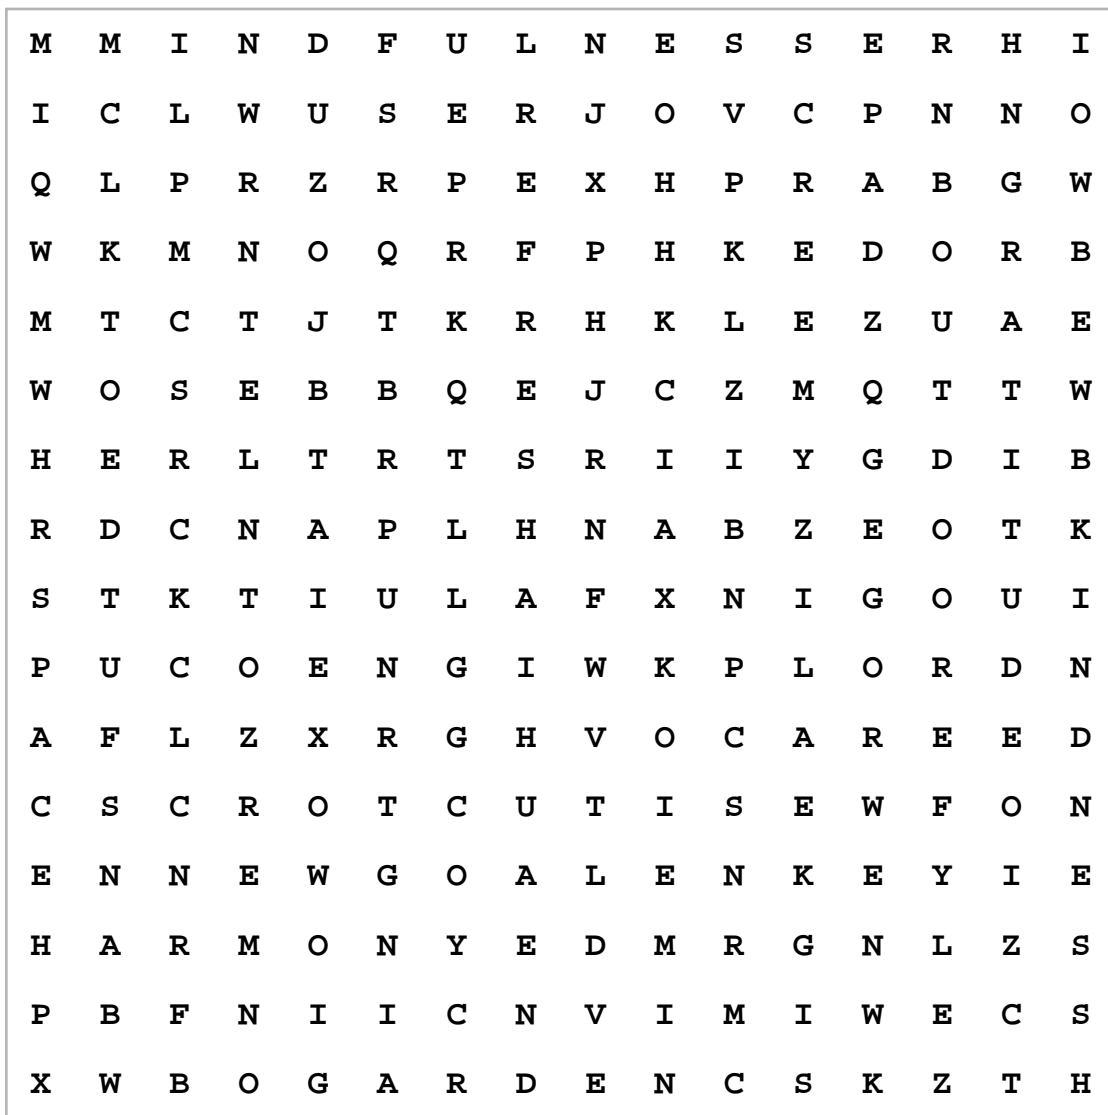 M M I N D F U L N E S S E R H I
I C L W U S E R J O V C P N N O
Q L P R Z R P E X H P R A B G W
W K M N O Q R F P H K E D O R B
M T C T J T K R H K L E Z U A E
W O S E B B Q E J C Z M Q T T W
H E R L T R T S R I I Y G D I B
R D C N A P L H N A B Z E O T K
S T K T I U L A F X N I G O U I
P U C O E N G I W K P L O R D N
A F L Z X R G H V O C A R E E D
C S C R O T C U T I S E W F O N
E N N E W G O A L E N K E Y I E
H A R M O N Y E D M R G N L Z S
P B F N I I C N V I M I W E C S
X W B O G A R D E N C S K Z T H